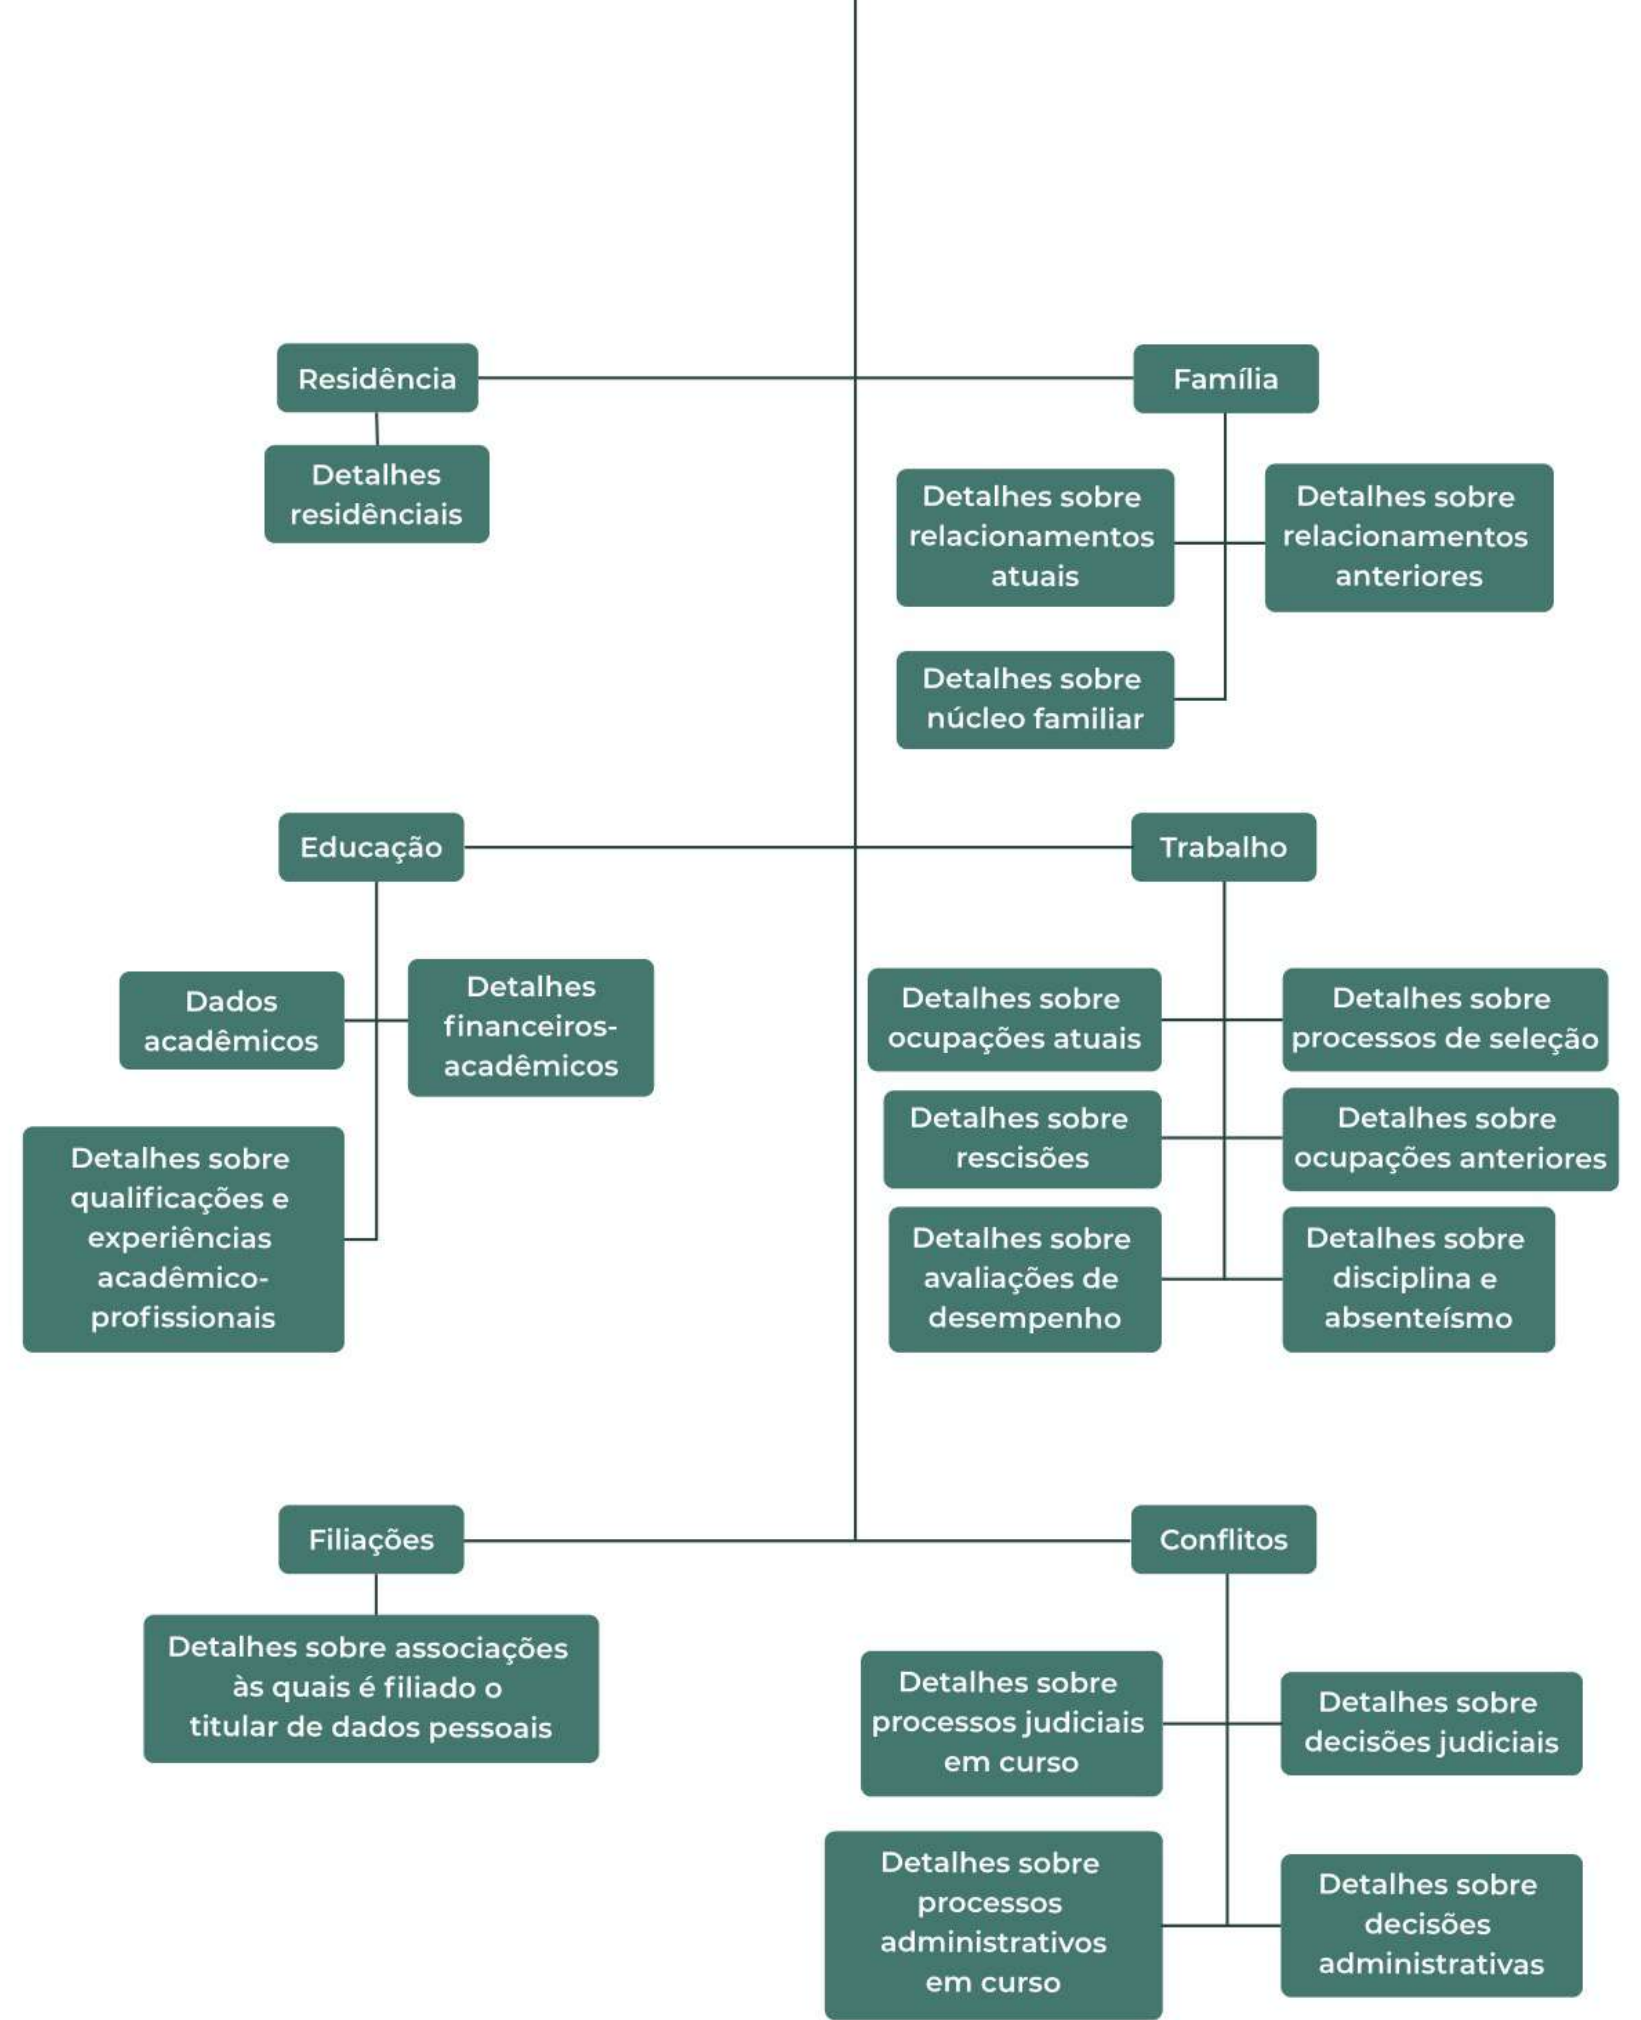 Residência
Detalhes
residênciais
Família
Detalhes sobre
relacionamentos
atuais
Detalhes sobre
relacionamentos
anteriores
Detalhes sobre
núcleo familiar
Educação
Dados
acadêmicos
Detalhes
financeiros-
acadêmicos
Detalhes sobre
qualificações e
experiências
acadêmico-
profissionais
Trabalho
Detalhes sobre
ocupações atuais
Detalhes sobre
processos de seleção
Detalhes sobre
rescisões
Detalhes sobre
ocupações anteriores
Detalhes sobre
avaliações de
desempenho
Detalhes sobre
disciplina e
absenteísmo
Filiações
Detalhes sobre associações
às quais é filiado o
titular de dados pessoais
Conflitos
Detalhes sobre
processos judiciais
em curso
Detalhes sobre
decisões judiciais
Detalhes sobre
processos
administrativos
em curso
Detalhes sobre
decisões
administrativas